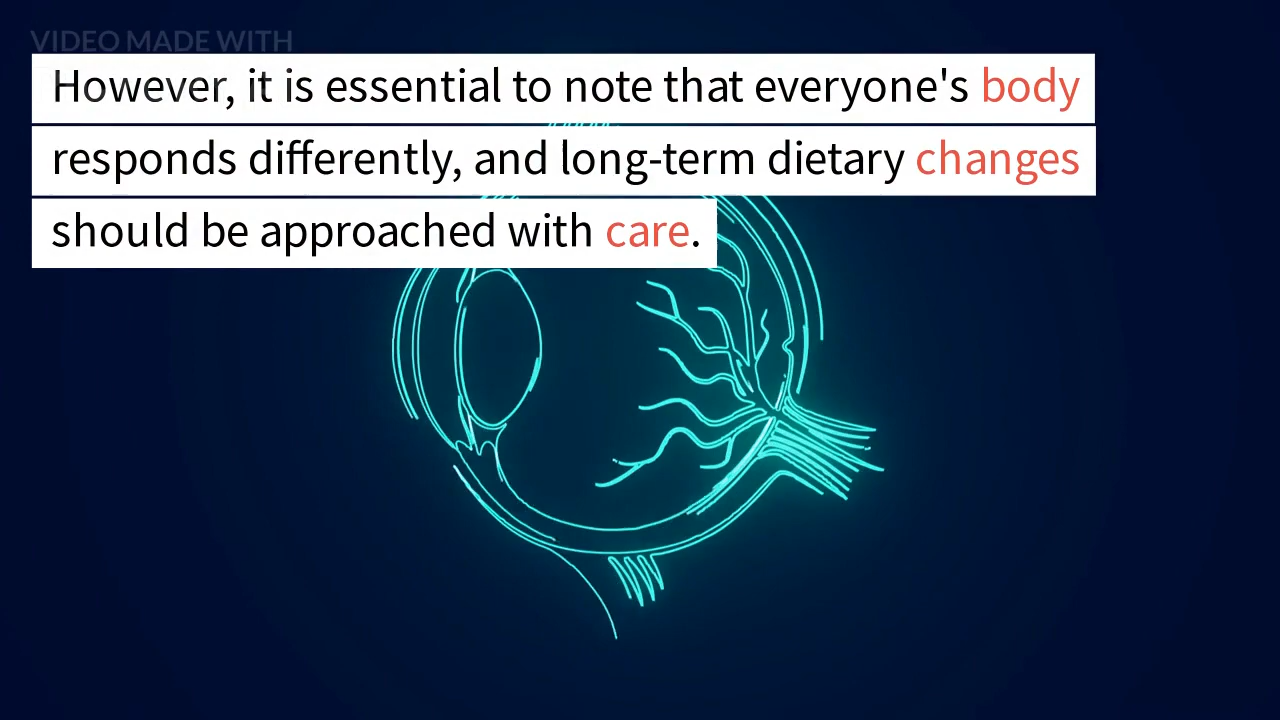 VIDEO MADE WITH
However, it is essential to note that everyone's body
responds differently, and long-term dietary changes
should be approached with care.